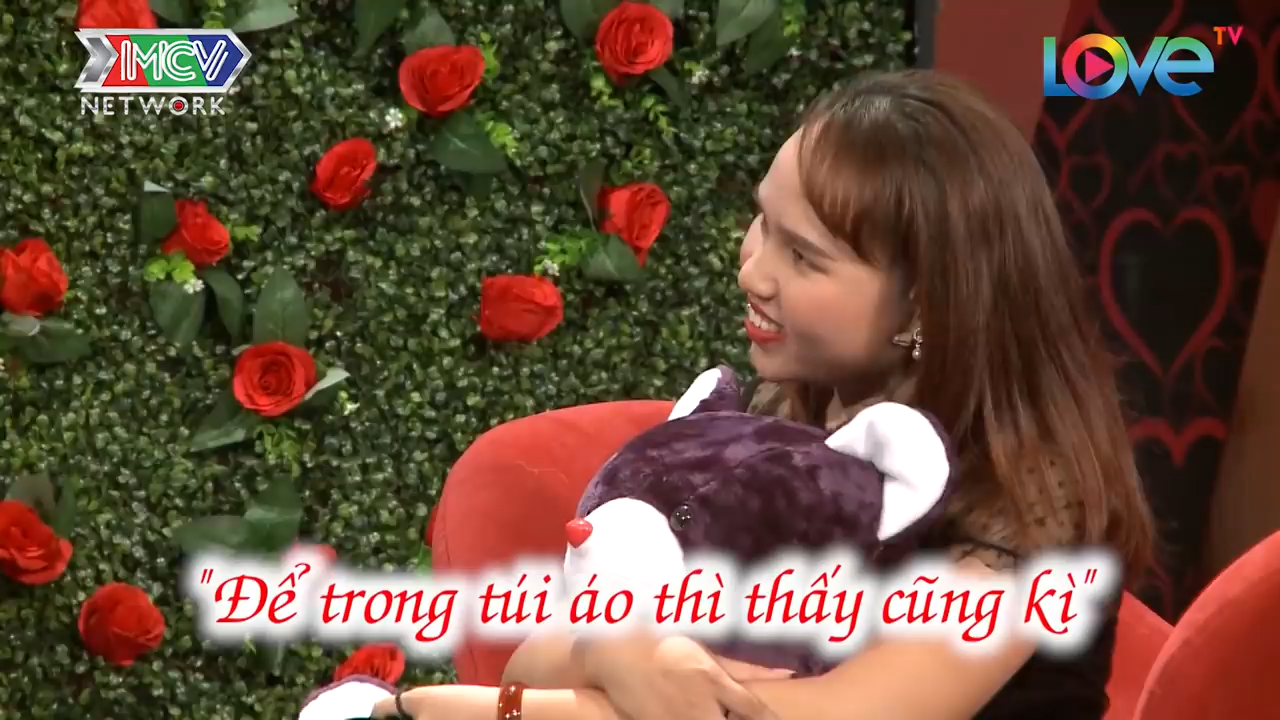 MCV
NETWORK
LOVE TV
"Để trong túi áo thì thấy cũng kì"